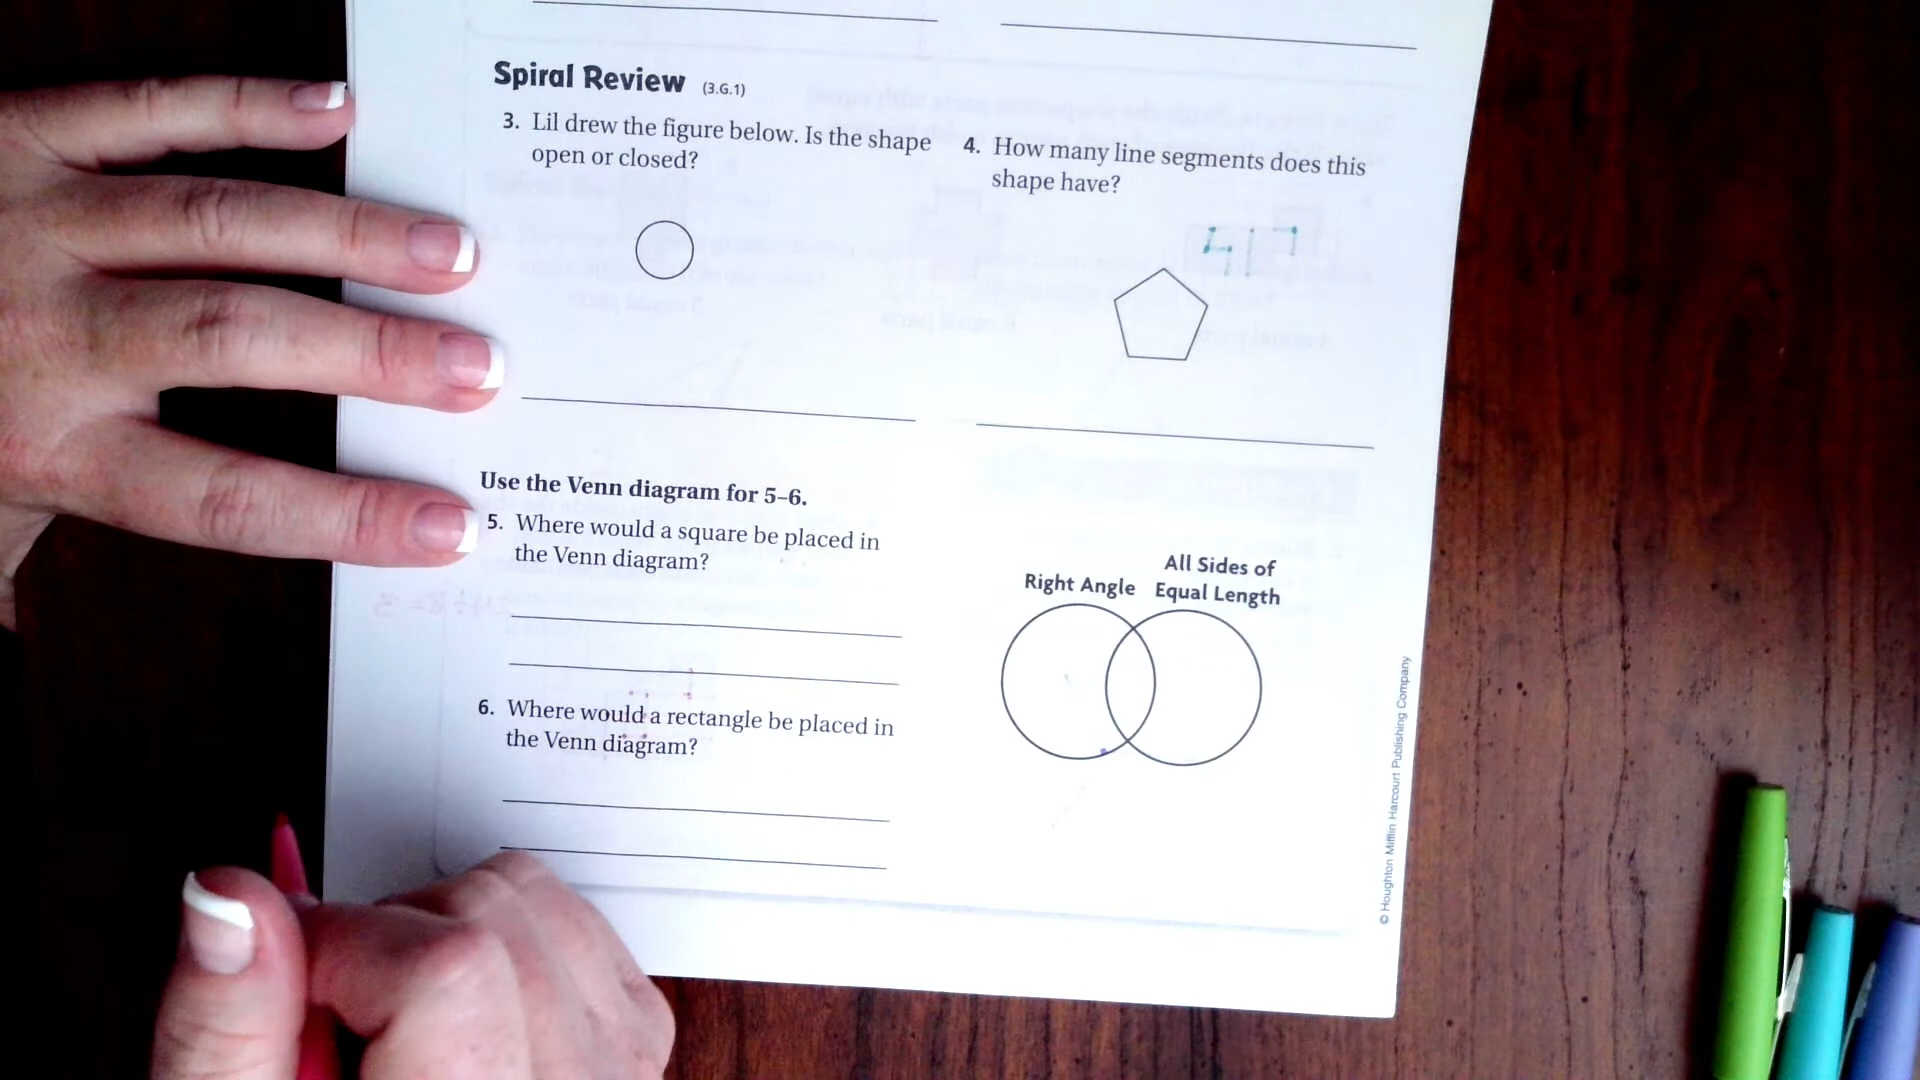 Spiral Review (3.G.1)
3. Lil drew the figure below. Is the shape
open or closed?
4. How many line segments does this
shape have?
Use the Venn diagram for 5–6.
5. Where would a square be placed in
the Venn diagram?
6. Where would a rectangle be placed in
the Venn diagram?
Right Angle
All Sides of
Equal Length
© Houghton Mifflin Harcourt Publishing Company